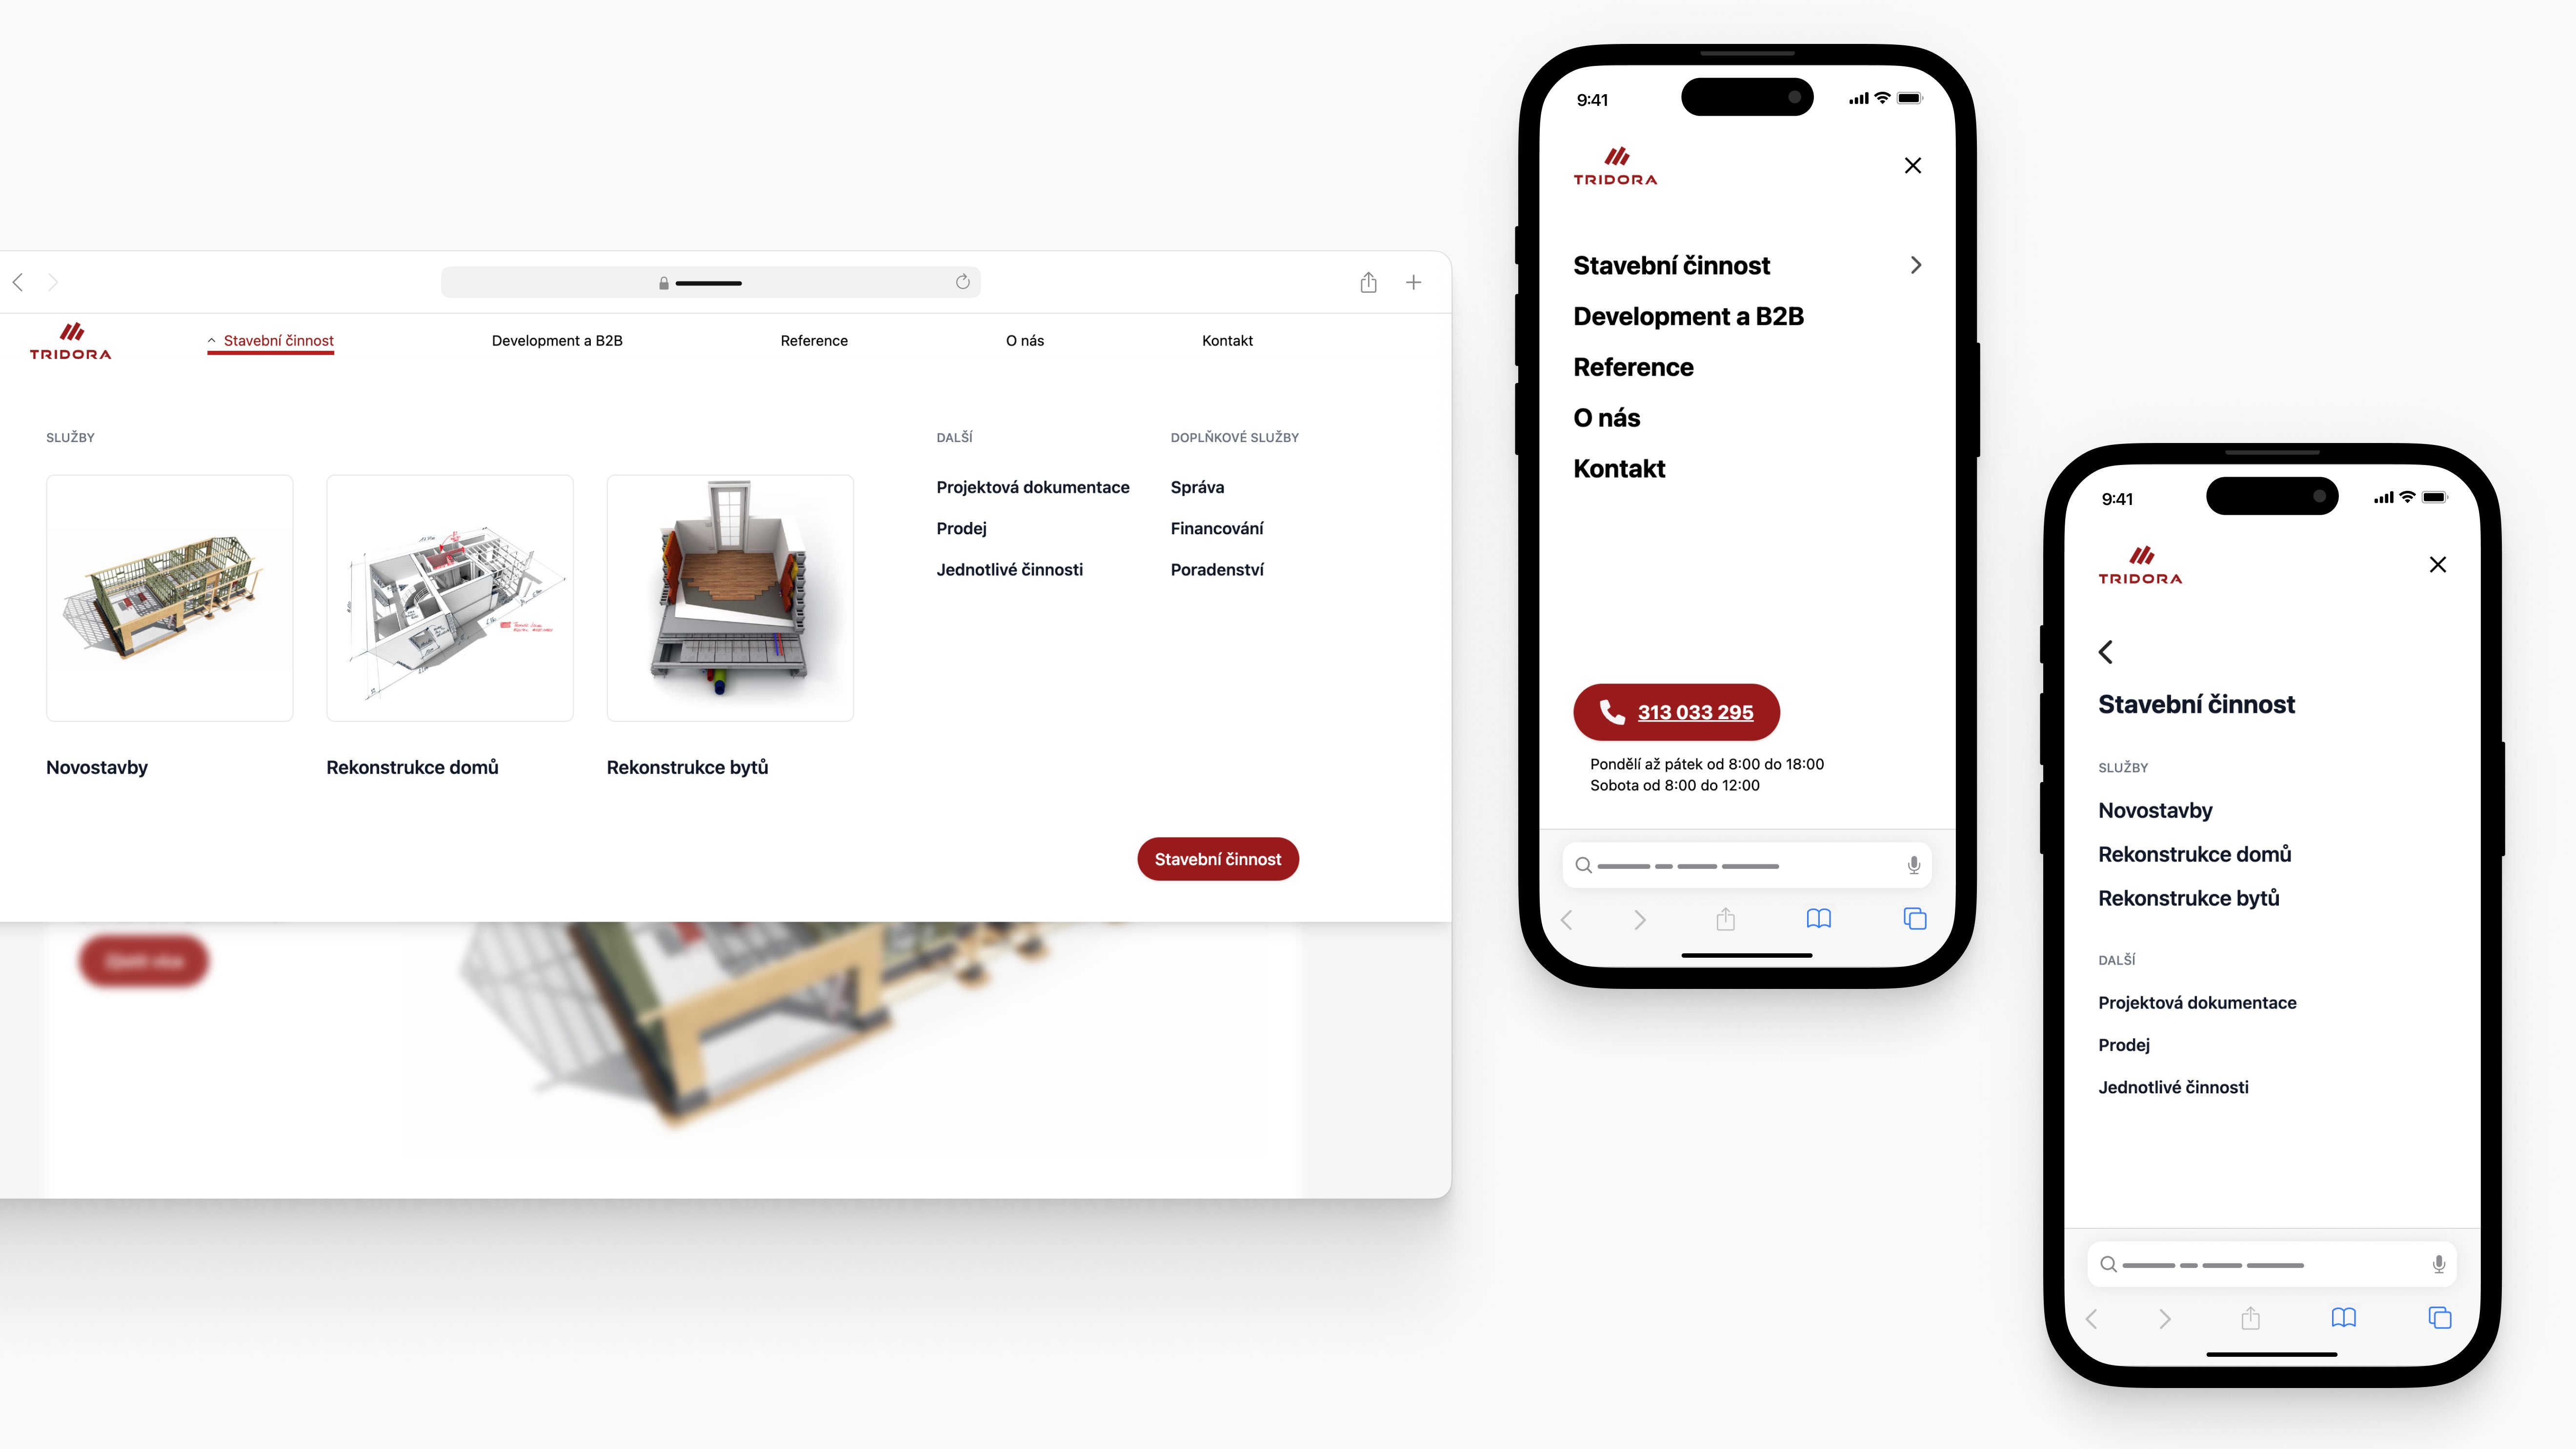 TRIDORA
Stavební činnost
Development a B2B
Reference
O nás
Kontakt
SLUŽBY
Novostavby
Rekonstrukce domů
Rekonstrukce bytů
DALŠÍ
Projektová dokumentace
Prodej
Jednotlivé činnosti
DOPLŇKOVÉ SLUŽBY
Správa
Financování
Poradenství
Stavební činnost
9:41
TRIDORA
Stavební činnost
Development a B2B
Reference
O nás
Kontakt
313 033 295
Pondělí až pátek od 8:00 do 18:00
Sobota od 8:00 do 12:00
9:41
TRIDORA
Stavební činnost
SLUŽBY
Novostavby
Rekonstrukce domů
Rekonstrukce bytů
DALŠÍ
Projektová dokumentace
Prodej
Jednotlivé činnosti